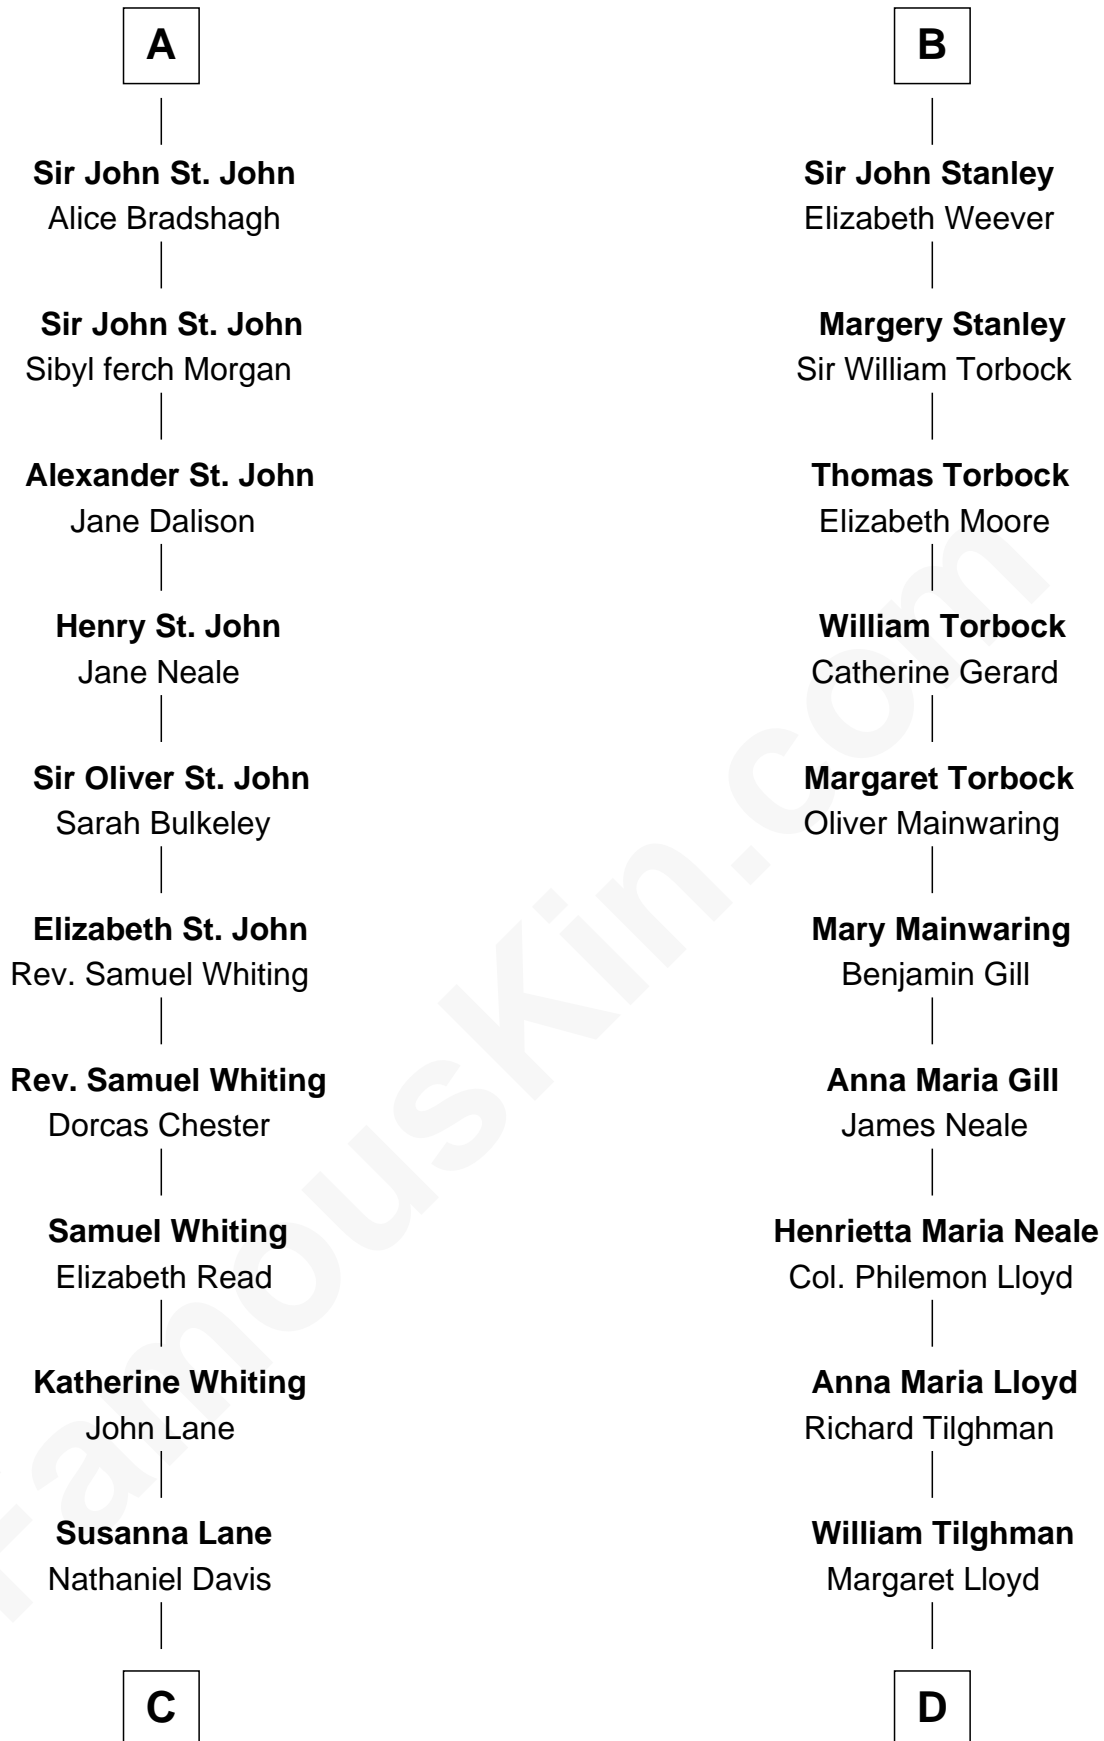 A
Sir John St. John
Alice Bradshagh
Sir John St. John
Sibyl ferch Morgan
Alexander St. John
Jane Dalison
Henry St. John
Jane Neale
Sir Oliver St. John
Sarah Bulkeley
Elizabeth St. John
Rev. Samuel Whiting
Rev. Samuel Whiting
Dorcas Chester
Samuel Whiting
Elizabeth Read
Katherine Whiting
John Lane
Susanna Lane
Nathaniel Davis
C
B
Sir John Stanley
Elizabeth Weever
Margery Stanley
Sir William Torbock
Thomas Torbock
Elizabeth Moore
William Torbock
Catherine Gerard
Margaret Torbock
Oliver Mainwaring
Mary Mainwaring
Benjamin Gill
Anna Maria Gill
James Neale
Henrietta Maria Neale
Col. Philemon Lloyd
Anna Maria Lloyd
Richard Tilghman
William Tilghman
Margaret Lloyd
D
FamousKin.com